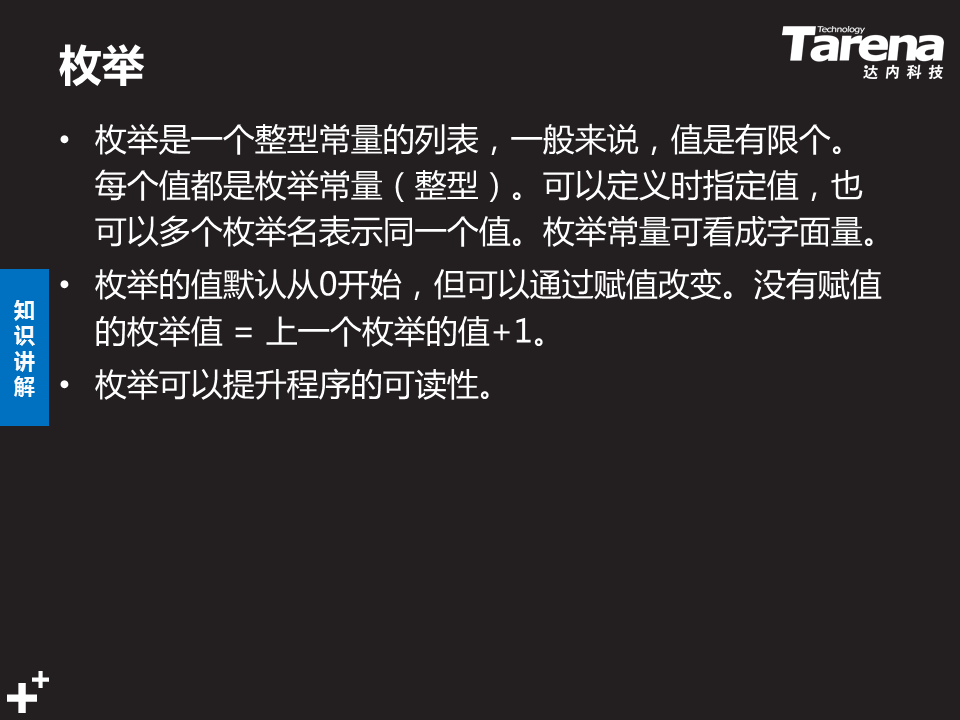 枚举
Technology
Tarena
达内科技
• 枚举是一个整型常量的列表，一般来说，值是有限个。
每个值都是枚举常量（整型）。可以定义时指定值，也
可以多个枚举名表示同一个值。枚举常量可看成字面量。
• 枚举的值默认从0开始，但可以通过赋值改变。没有赋值
的枚举值 = 上一个枚举的值+1。
• 枚举可以提升程序的可读性。
知
识
讲
解